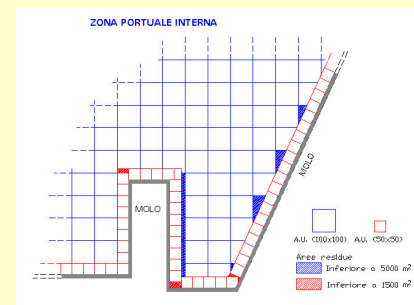 ZONA PORTUALE INTERNA
MOLO
MOLO
A.U. (100x100) A.U. (50x50)
Aree residue
Inferiore a 5000 m²
Inferiore a 1500 m²